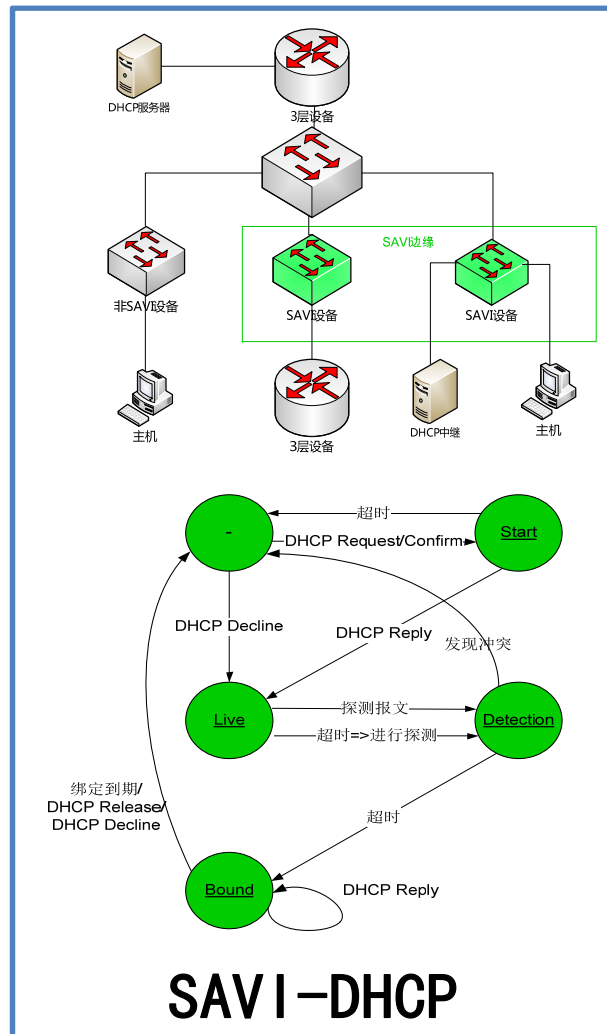 DHCP服务器
3层设备
SAVI边缘
非SAVI设备
SAVI设备
SAVI设备
主机
3层设备
DHCP中继
主机
超时
-
Start
DHCP Request/Confirm
DHCP Decline
DHCP Reply
发现冲突
Live
探测报文
Detection
超时=>进行探测
绑定到期/
DHCP Release/
DHCP Decline
超时
Bound
DHCP Reply
SAVI-DHCP